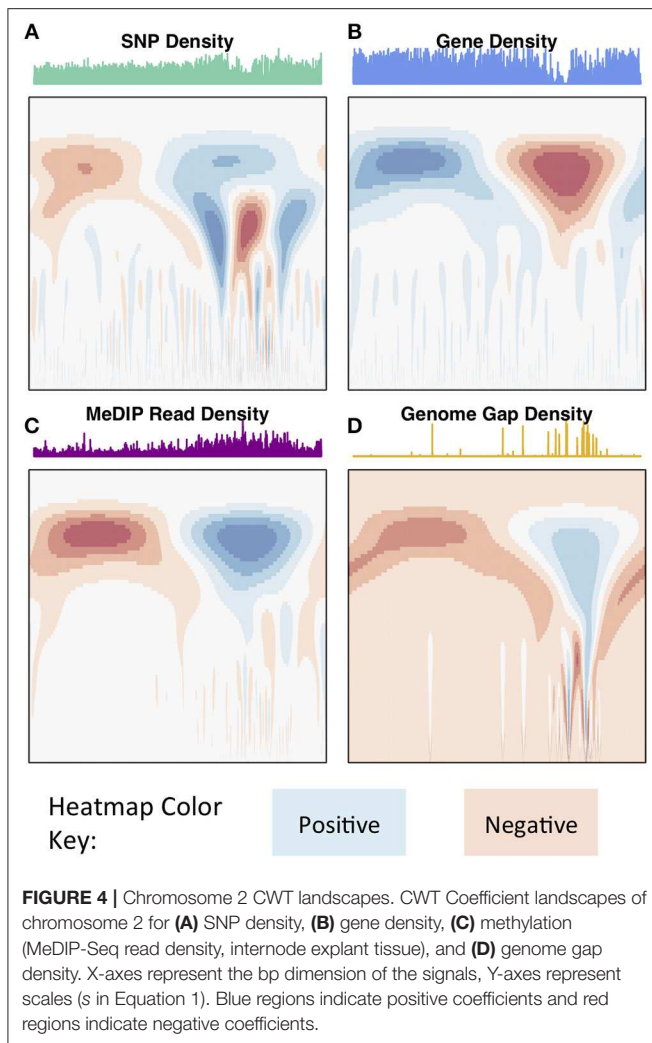 A
SNP Density
B
Gene Density
C
MeDIP Read Density
Genome Gap Density
D
Heatmap Color
Key:
Positive
Negative
FIGURE 4 | Chromosome 2 CWT landscapes. CWT Coefficient landscapes of
chromosome 2 for (A) SNP density, (B) gene density, (C) methylation
(MeDIP-Seq read density, internode explant tissue), and (D) genome gap
density. X-axes represent the bp dimension of the signals, Y-axes represent
scales (s in Equation 1). Blue regions indicate positive coefficients and red
regions indicate negative coefficients.